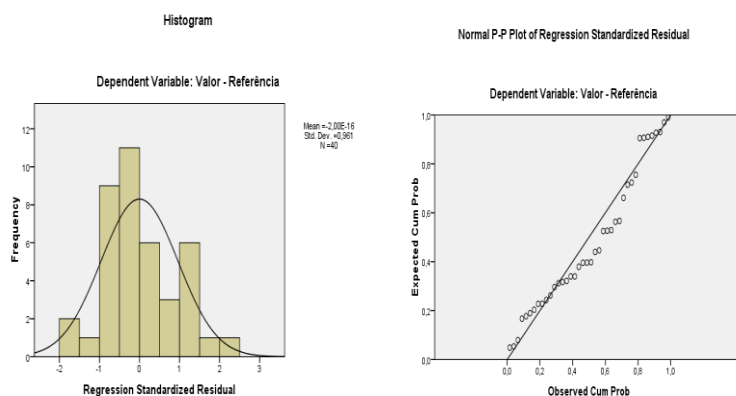 Histogram
Dependent Variable: Valor - Referência
Mean =-2,00E-16
Std. Dev. =0,961
N =40
12
10
8
6
4
2
0
Frequency
-2 -1 0 1 2 3
Regression Standardized Residual
Normal P-P Plot of Regression Standardized Residual
Dependent Variable: Valor - Referência
1,0
0,8
0,6
0,4
0,2
0,0
Expected Cum Prob
0,0 0,2 0,4 0,6 0,8 1,0
Observed Cum Prob